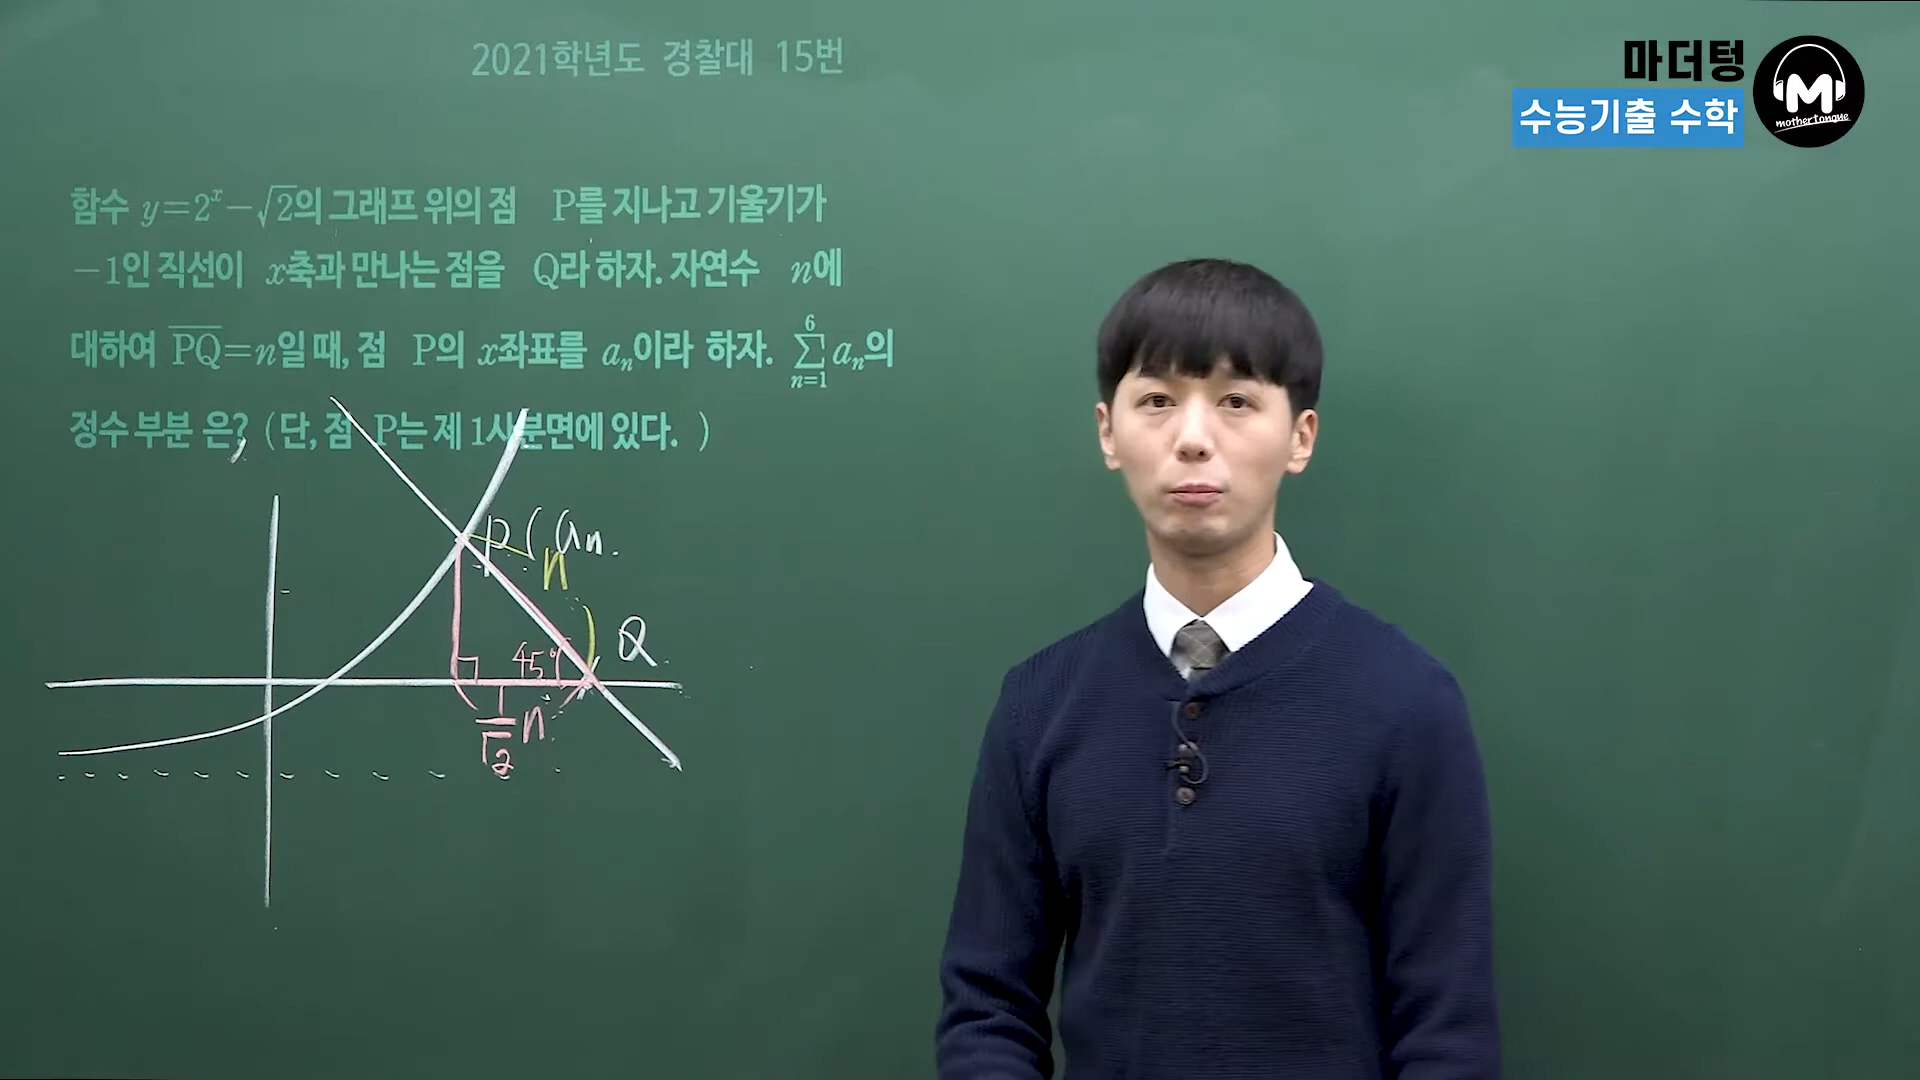 2021학년도 경찰대 15번
마더텅
수능기출 수학
M
mothertongue
함수 y=2^x-√2의 그래프 위의 점 P를 지나고 기울기가
-1인 직선이 x축과 만나는 점을 Q라 하자. 자연수 n에
대하여 \overline{PQ}=n일 때, 점 P의 x좌표를 a_n이라 하자. \sum_{n=1}^{6} a_n의
정수 부분 은? (단, 점 P는 제 1사분면에 있다. )
P(a_n.
n
Q
45°
1/√2 n